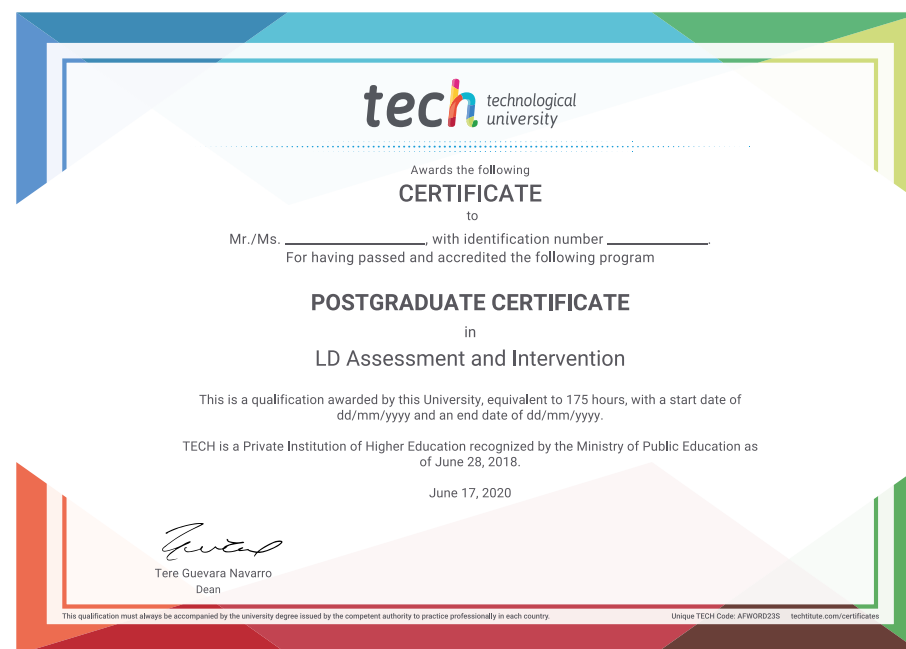 tech technological
university
Awards the following
CERTIFICATE
to
Mr./Ms. ____________, with identification number ____________.
For having passed and accredited the following program
POSTGRADUATE CERTIFICATE
in
LD Assessment and Intervention
This is a qualification awarded by this University, equivalent to 175 hours, with a start date of
dd/mm/yyyy and an end date of dd/mm/yyyy.
TECH is a Private Institution of Higher Education recognized by the Ministry of Public Education as
of June 28, 2018.
June 17, 2020
Tere Guevara Navarro
Dean
This qualification must always be accompanied by the university degree issued by the competent authority to practice professionally in each country.
Unique TECH Code: AFWORD23S techtitute.com/certificates